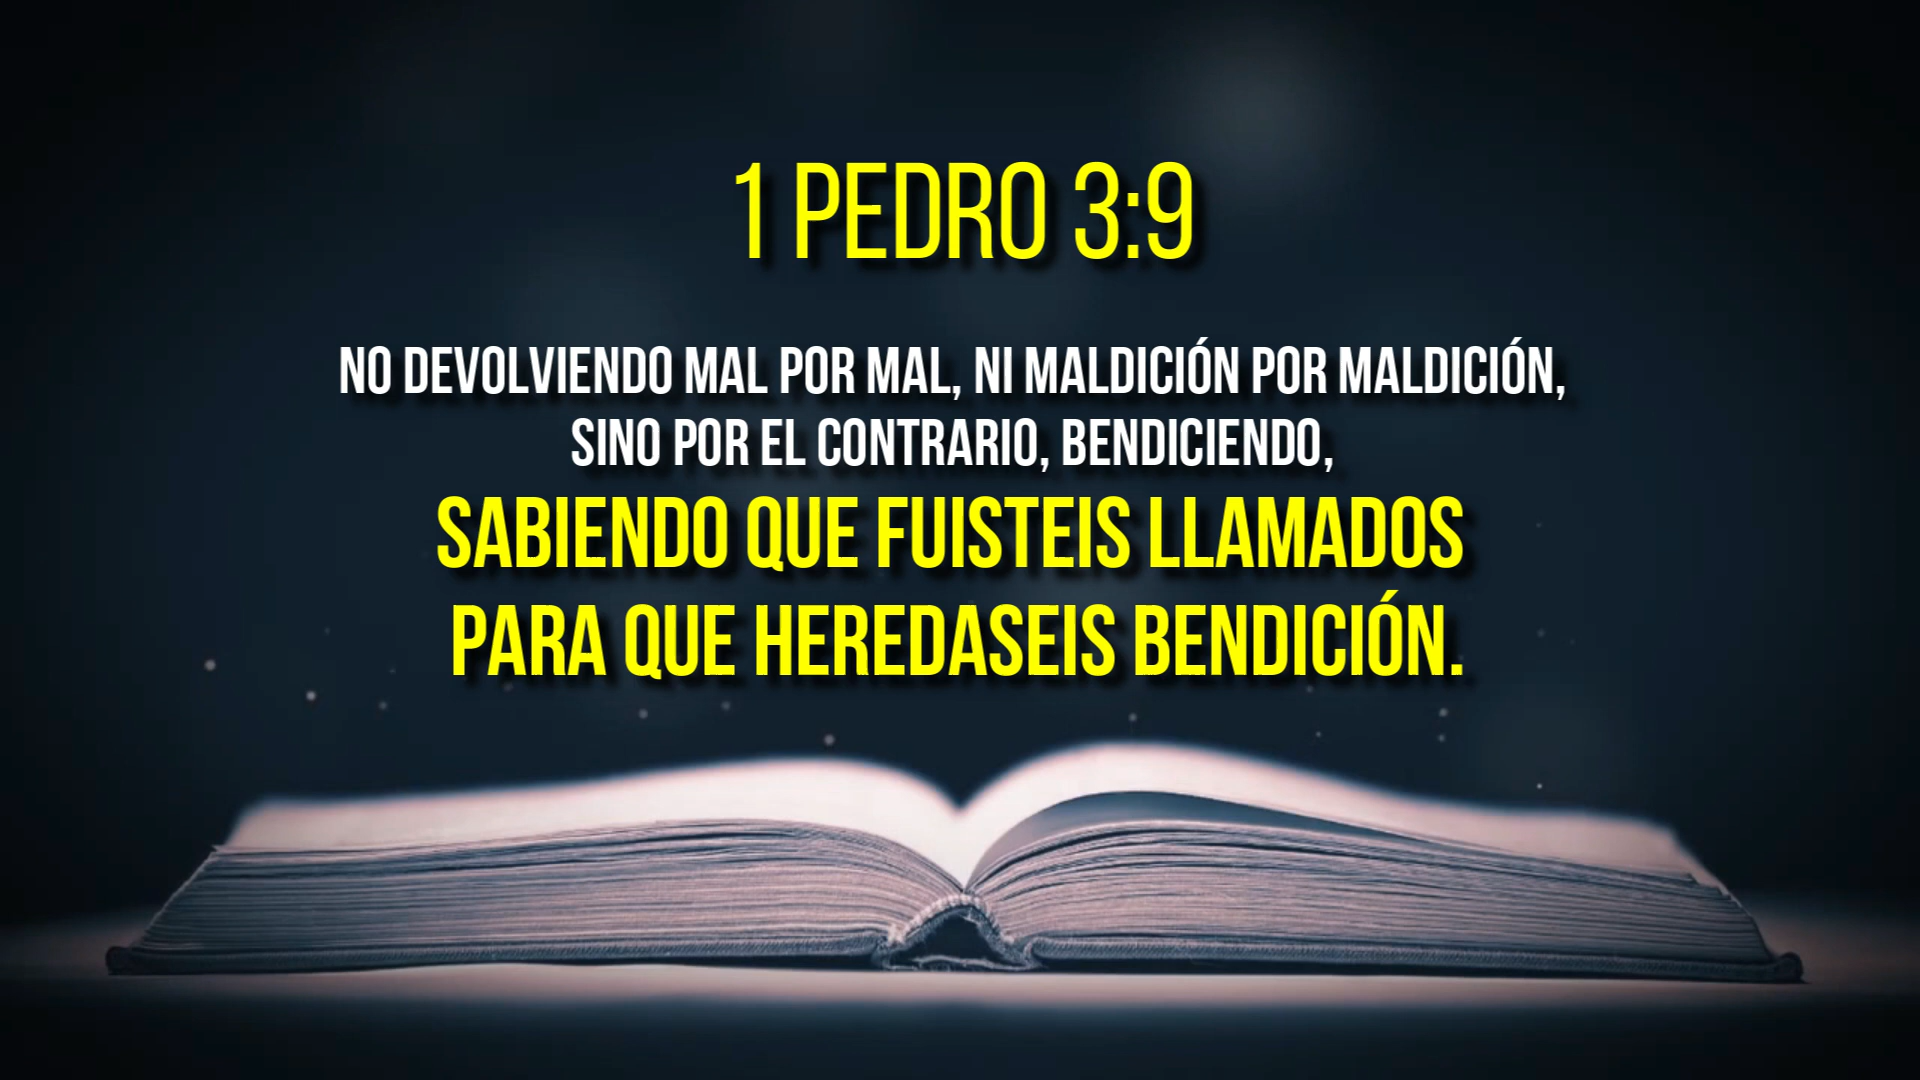 1 PEDRO 3:9
NO DEVOLVIENDO MAL POR MAL, NI MALDICIÓN POR MALDICIÓN,
SINO POR EL CONTRARIO, BENDICIENDO,
SABIENDO QUE FUISTEIS LLAMADOS
PARA QUE HEREDASEIS BENDICIÓN.